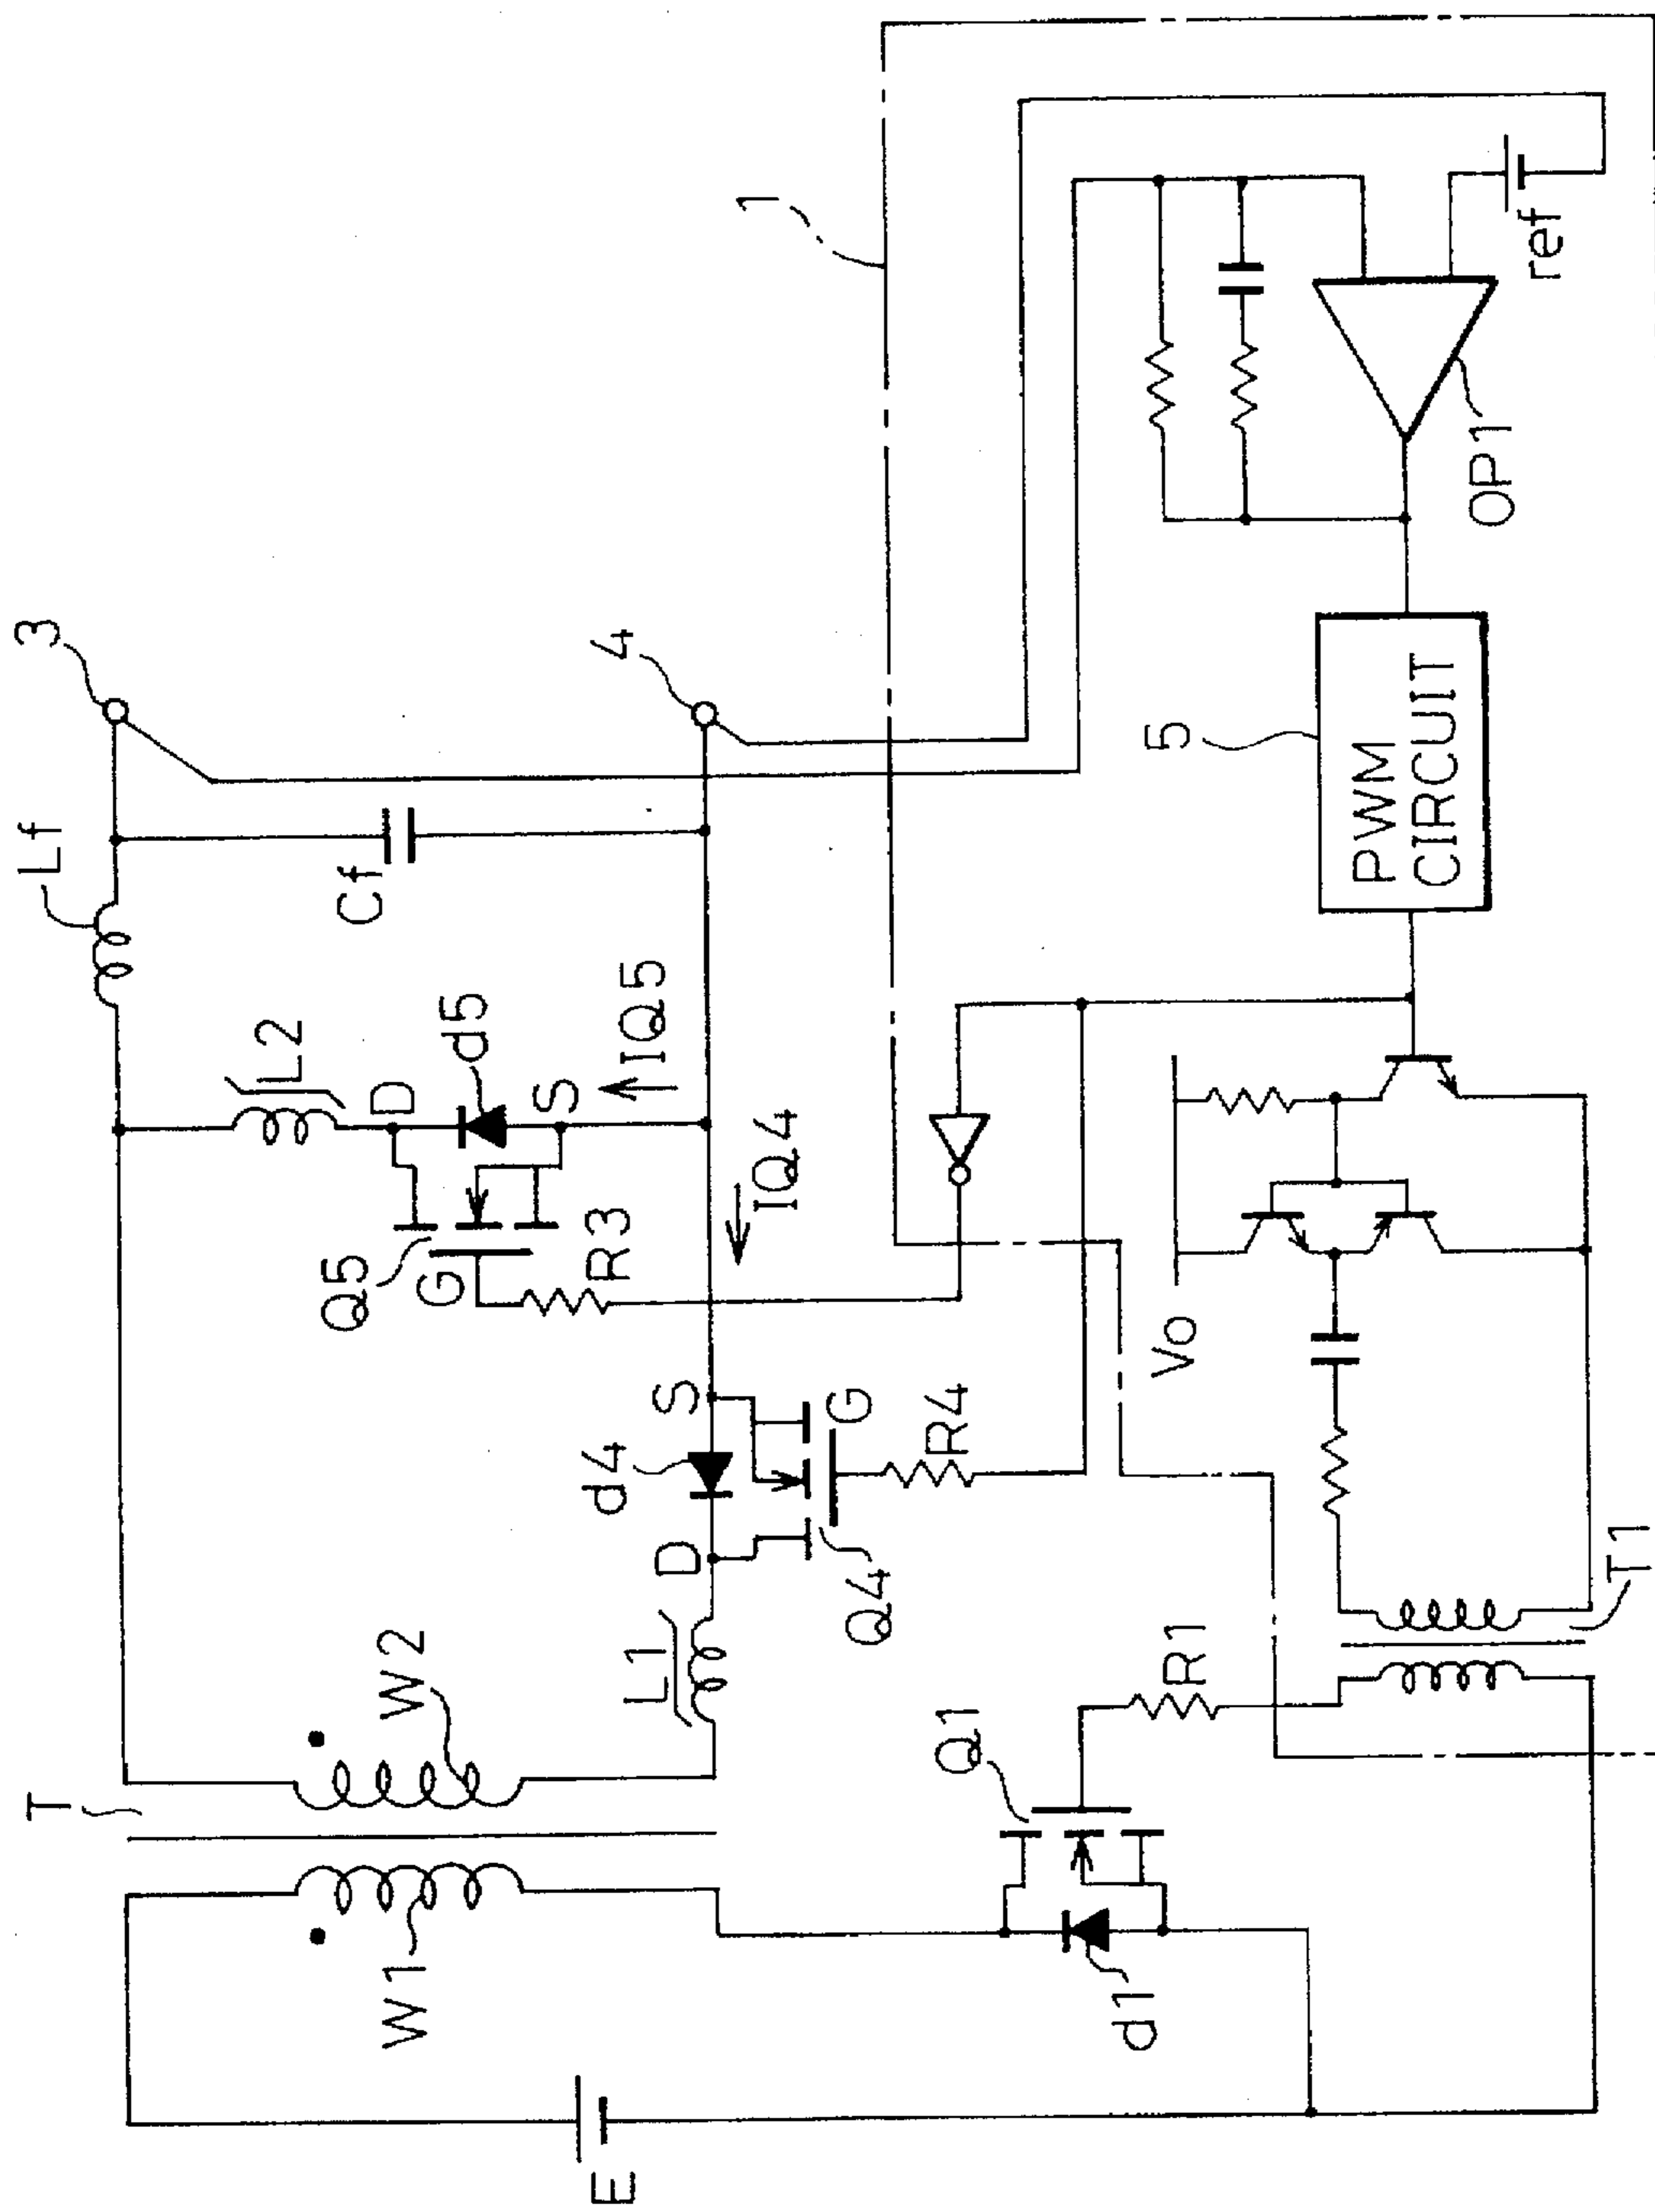 T
W1
W2
E
L1
d4
D
S
G
Q4
R4
IQ4
IQ5
Q5
G
R3
D
S
d5
L2
Lf
Cf
3
4
1
Q1
d1
R1
T1
Vo
5
PWM
CIRCUIT
OP1
ref